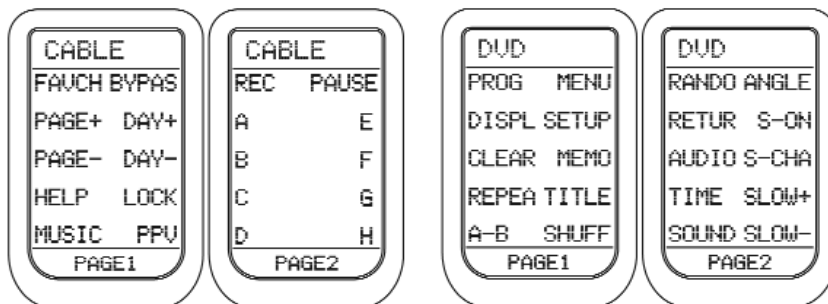 CABLE
FAVCH BYPAS
PAGE+ DAY+
PAGE- DAY-
HELP LOCK
MUSIC PPV
PAGE1
CABLE
REC PAUSE
A E
B F
C G
D H
PAGE2
DVD
PROG MENU
DISPL SETUP
CLEAR MEMO
REPEA TITLE
A-B SHUFF
PAGE1
DVD
RANDO ANGLE
RETUR S-ON
AUDIO S-CHA
TIME SLOW+
SOUND SLOW-
PAGE2